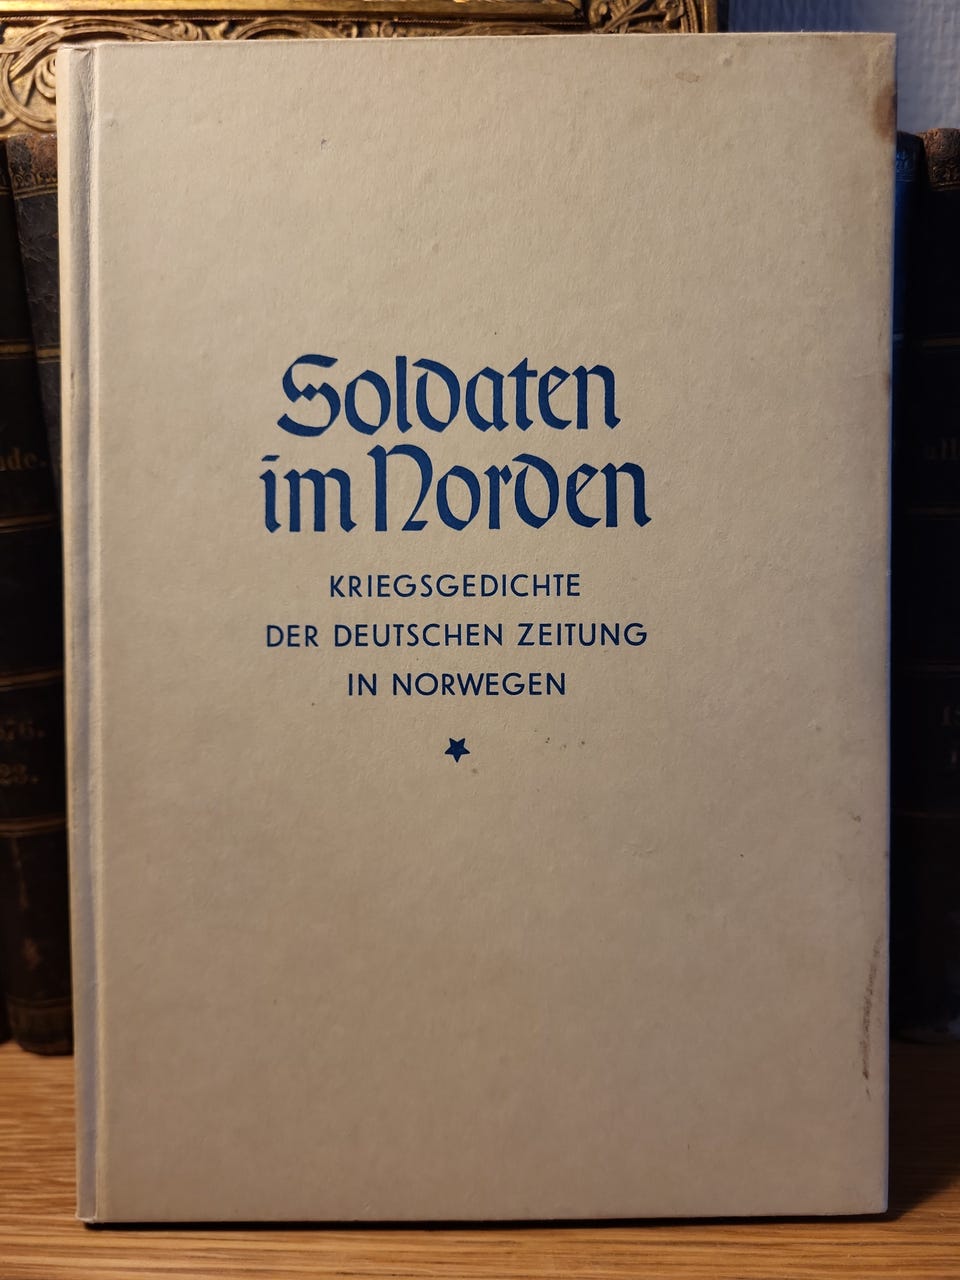 Soldaten
im Norden
KRIEGSGEDICHTE
DER DEUTSCHEN ZEITUNG
IN NORWEGEN